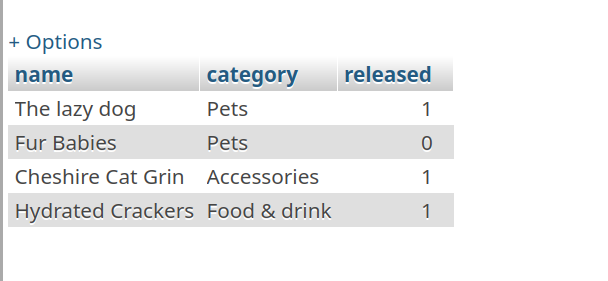 + Options
name category released
The lazy dog Pets 1
Fur Babies Pets 0
Cheshire Cat Grin Accessories 1
Hydrated Crackers Food & drink 1